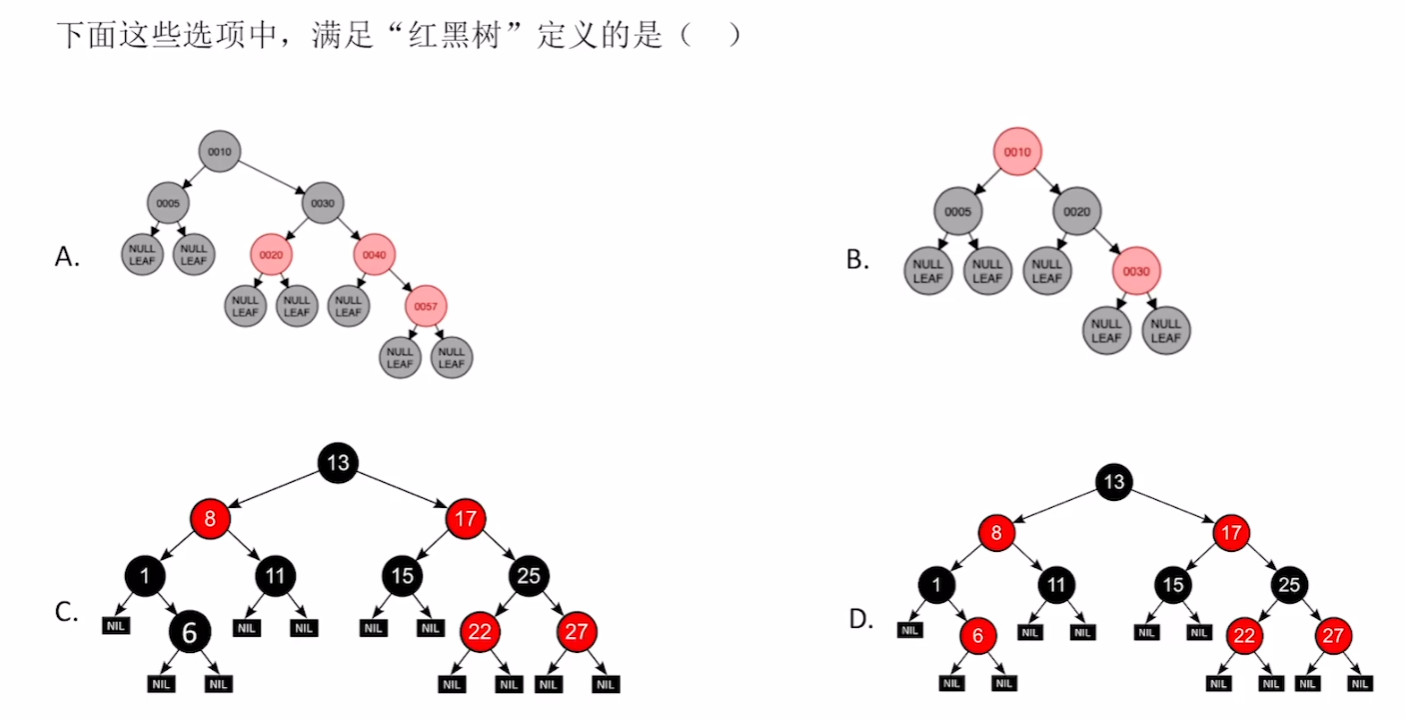 下面这些选项中，满足“红黑树”定义的是（　）
A.
0010
0005
0030
NULL
LEAF
NULL
LEAF
0020
0040
NULL
LEAF
NULL
LEAF
NULL
LEAF
0057
NULL
LEAF
NULL
LEAF
B.
0010
0005
0020
NULL
LEAF
NULL
LEAF
NULL
LEAF
0030
NULL
LEAF
NULL
LEAF
C.
13
8
17
1
11
15
25
NIL
6
NIL
NIL
NIL
NIL
22
27
NIL
NIL
NIL
NIL
NIL
NIL
D.
13
8
17
1
11
15
25
NIL
6
NIL
NIL
NIL
NIL
22
27
NIL
NIL
NIL
NIL
NIL
NIL